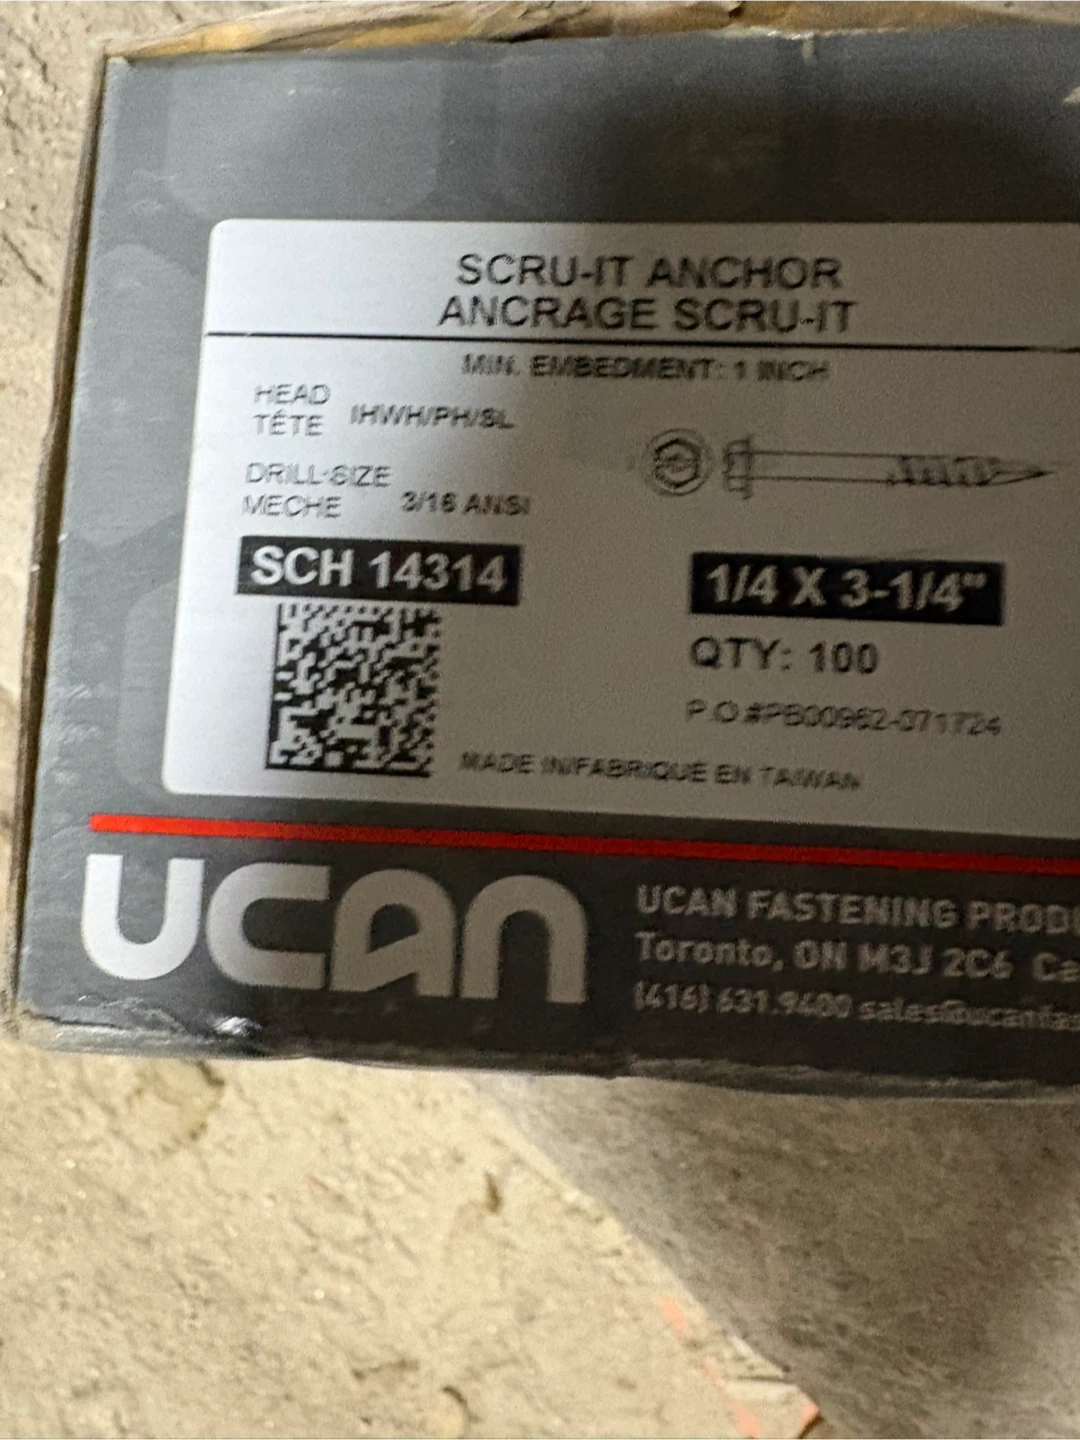 SCRU-IT ANCHOR
ANCRAGE SCRU-IT
MIN. EMBEDMENT: 1 INCH
HEAD
TÊTE IHWH/PH/SL
DRILL SIZE
MECHE 3/16 ANSI
SCH 14314
1/4 X 3-1/4"
QTY: 100
P.O.#PB00962-071724
MADE IN/FABRIQUE EN TAIWAN
UCAN
UCAN FASTENING
Toronto, ON M3J 2C6
(416) 631.9400